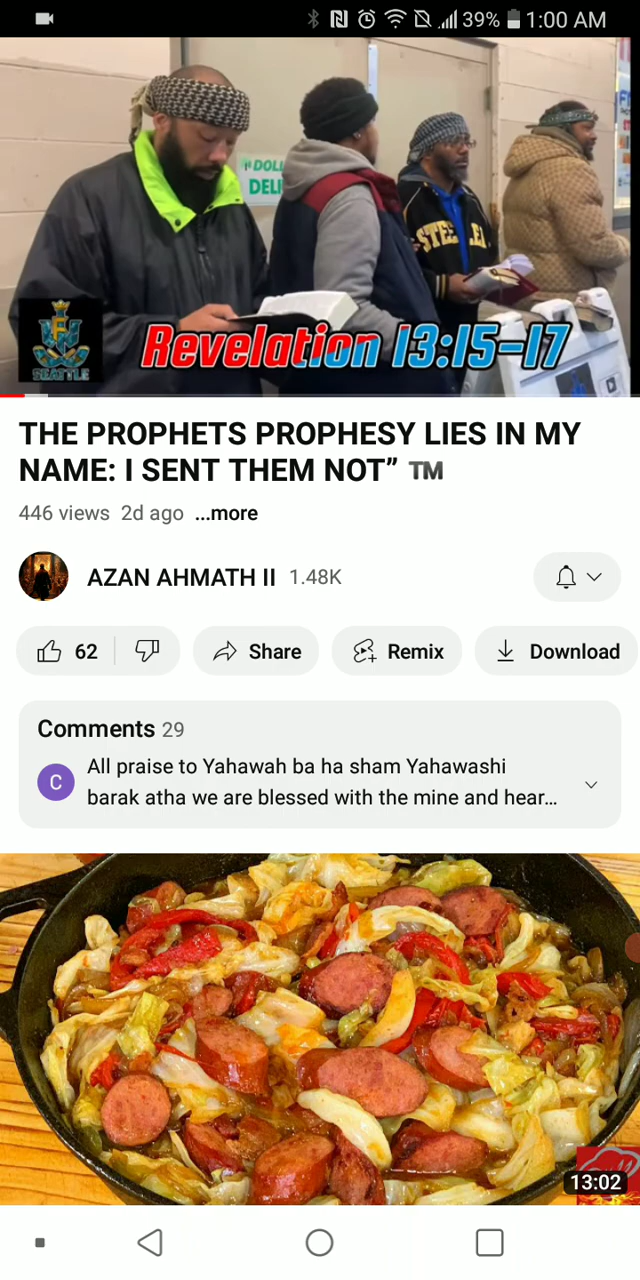 39% 1:00 AM
DOLL
DELI
STEELE
SEATTLE
Revelation 13:15-17
THE PROPHETS PROPHESY LIES IN MY
NAME: I SENT THEM NOT” ™️
446 views 2d ago ...more
AZAN AHMATH II 1.48K
62 Share Remix Download
Comments 29
C
All praise to Yahawah ba ha sham Yahawashi
barak atha we are blessed with the mine and hear...
13:02